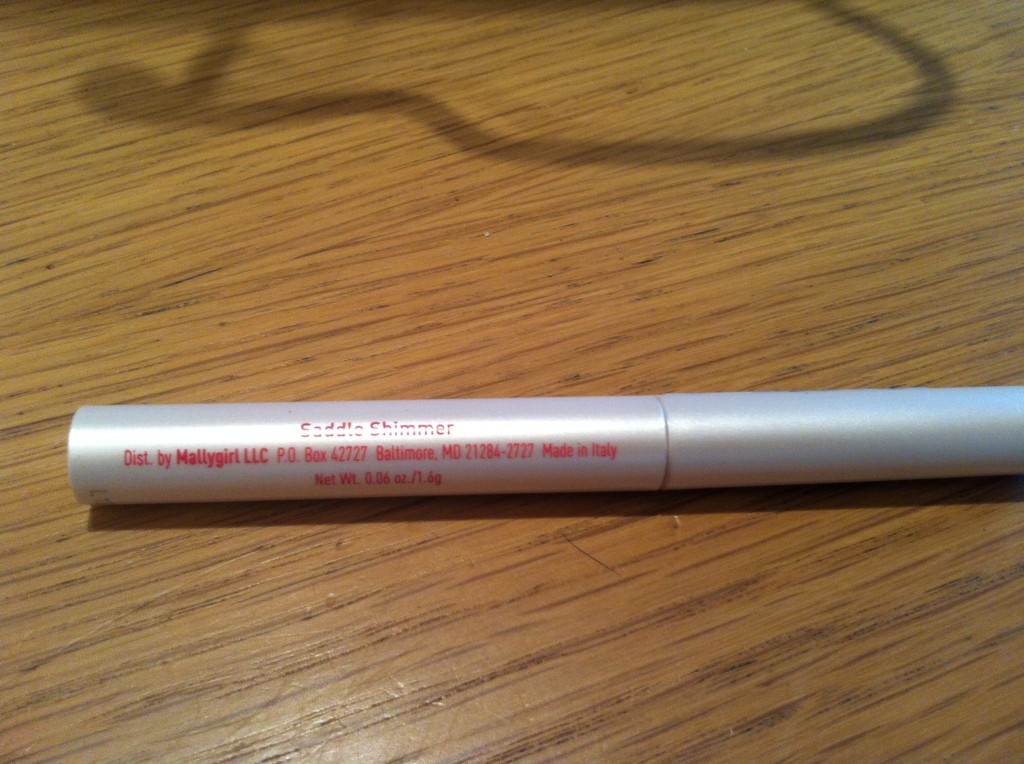 Saddle Shimmer
Dist. by Mallygirl LLC P.O. Box 42727 Baltimore, MD 21284-2727 Made in Italy
Net Wt. 0.06 oz./1.6g